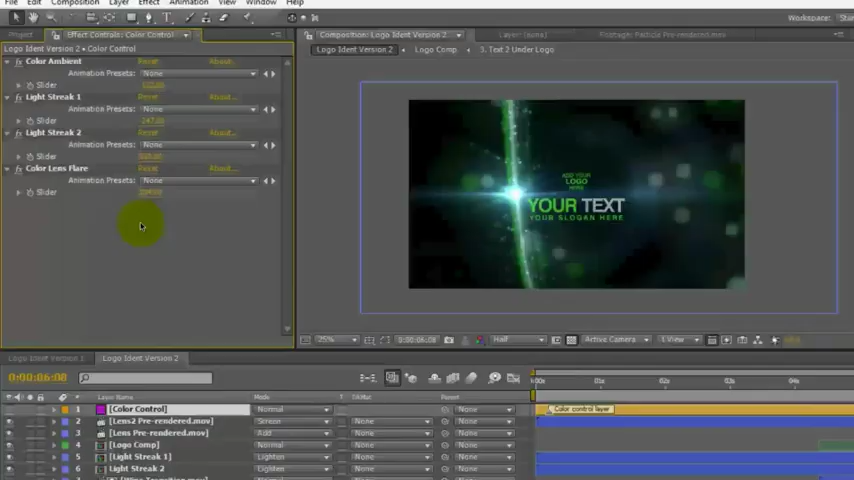 File Edit Composition Layer Effect Animation View Window
Workspace: Stan
Project Effect Controls: Color Control
Logo Ident Version 2 • Color Control
Color Ambient Reset About...
Animation Presets: None
Slider
Light Streak 1 Reset About...
Animation Presets: None
Slider 247.00
Light Streak 2 Reset About...
Animation Presets: None
Slider
Color Lens Flare Reset About...
Animation Presets: None
Slider
Composition: Logo Ident Version 2 Layer: (none) Footage: Particle Pre-rendered.mov
Logo Ident Version 2 Logo Comp 3. Text 2 Under Logo
ADD YOUR
LOGO
HERE
YOUR TEXT
YOUR SLOGAN HERE
25% 0:00:06:08 Half Active Camera 1 View
Logo Ident Version 1 Logo Ident Version 2
0:00:06:08
# Layer Name Mode T TrkMat Parent
:00s 01s 02s 03s 04s
1 [Color Control] Normal None Color control layer
2 [Lens2 Pre-rendered.mov] Screen None None
3 [Lens Pre-rendered.mov] Add None None
4 [Logo Comp] Normal None None
5 [Light Streak 1] Lighten None None
6 Light Streak 2 Lighten None None